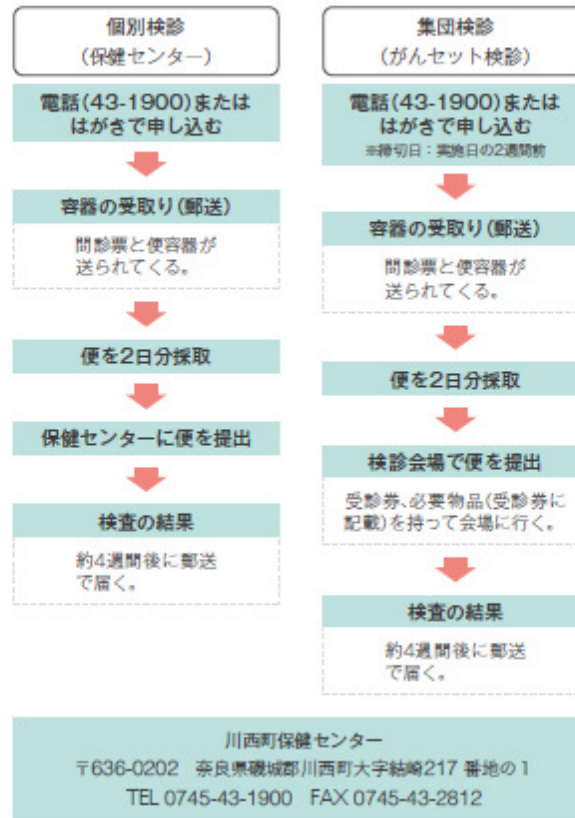 個別検診
(保健センター)
電話(43-1900)または
はがきで申し込む
容器の受取り(郵送)
問診票と便容器が
送られてくる。
便を2日分採取
保健センターに便を提出
検査の結果
約4週間後に郵送
で届く。
集団検診
(がんセット検診)
電話(43-1900)または
はがきで申し込む
※締切日:実施日の2週間前
容器の受取り(郵送)
問診票と便容器が
送られてくる。
便を2日分採取
検診会場で便を提出
受診券、必要物品(受診券に
記載)を持って会場に行く。
検査の結果
約4週間後に郵送
で届く。
川西町保健センター
〒636-0202 奈良県磯城郡川西町大字結崎217 番地の1
TEL 0745-43-1900 FAX 0745-43-2812